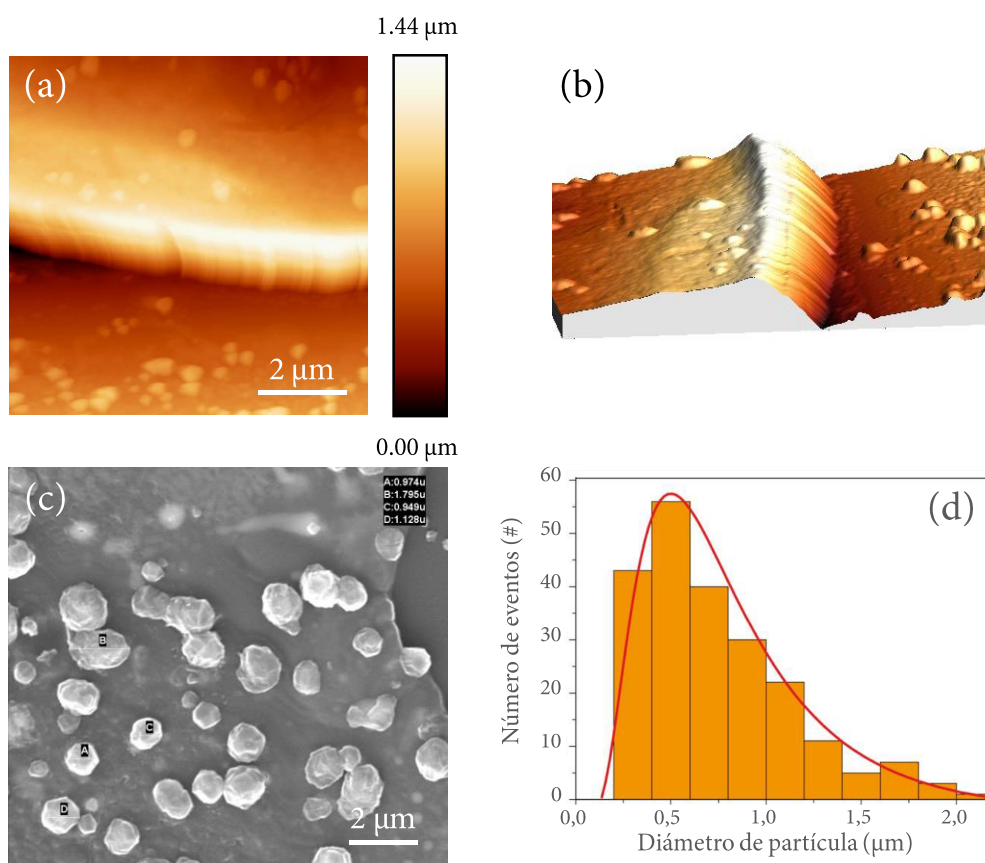 1.44 µm
(a)
2 µm
0.00 µm
(b)
(c)
A:0.974u
B:1.795u
C:0.949u
D:1.128u
B
C
A
D
2 µm
(d)
Número de eventos (#)
60
50
40
30
20
10
0
0,0 0,5 1,0 1,5 2,0
Diámetro de partícula (µm)